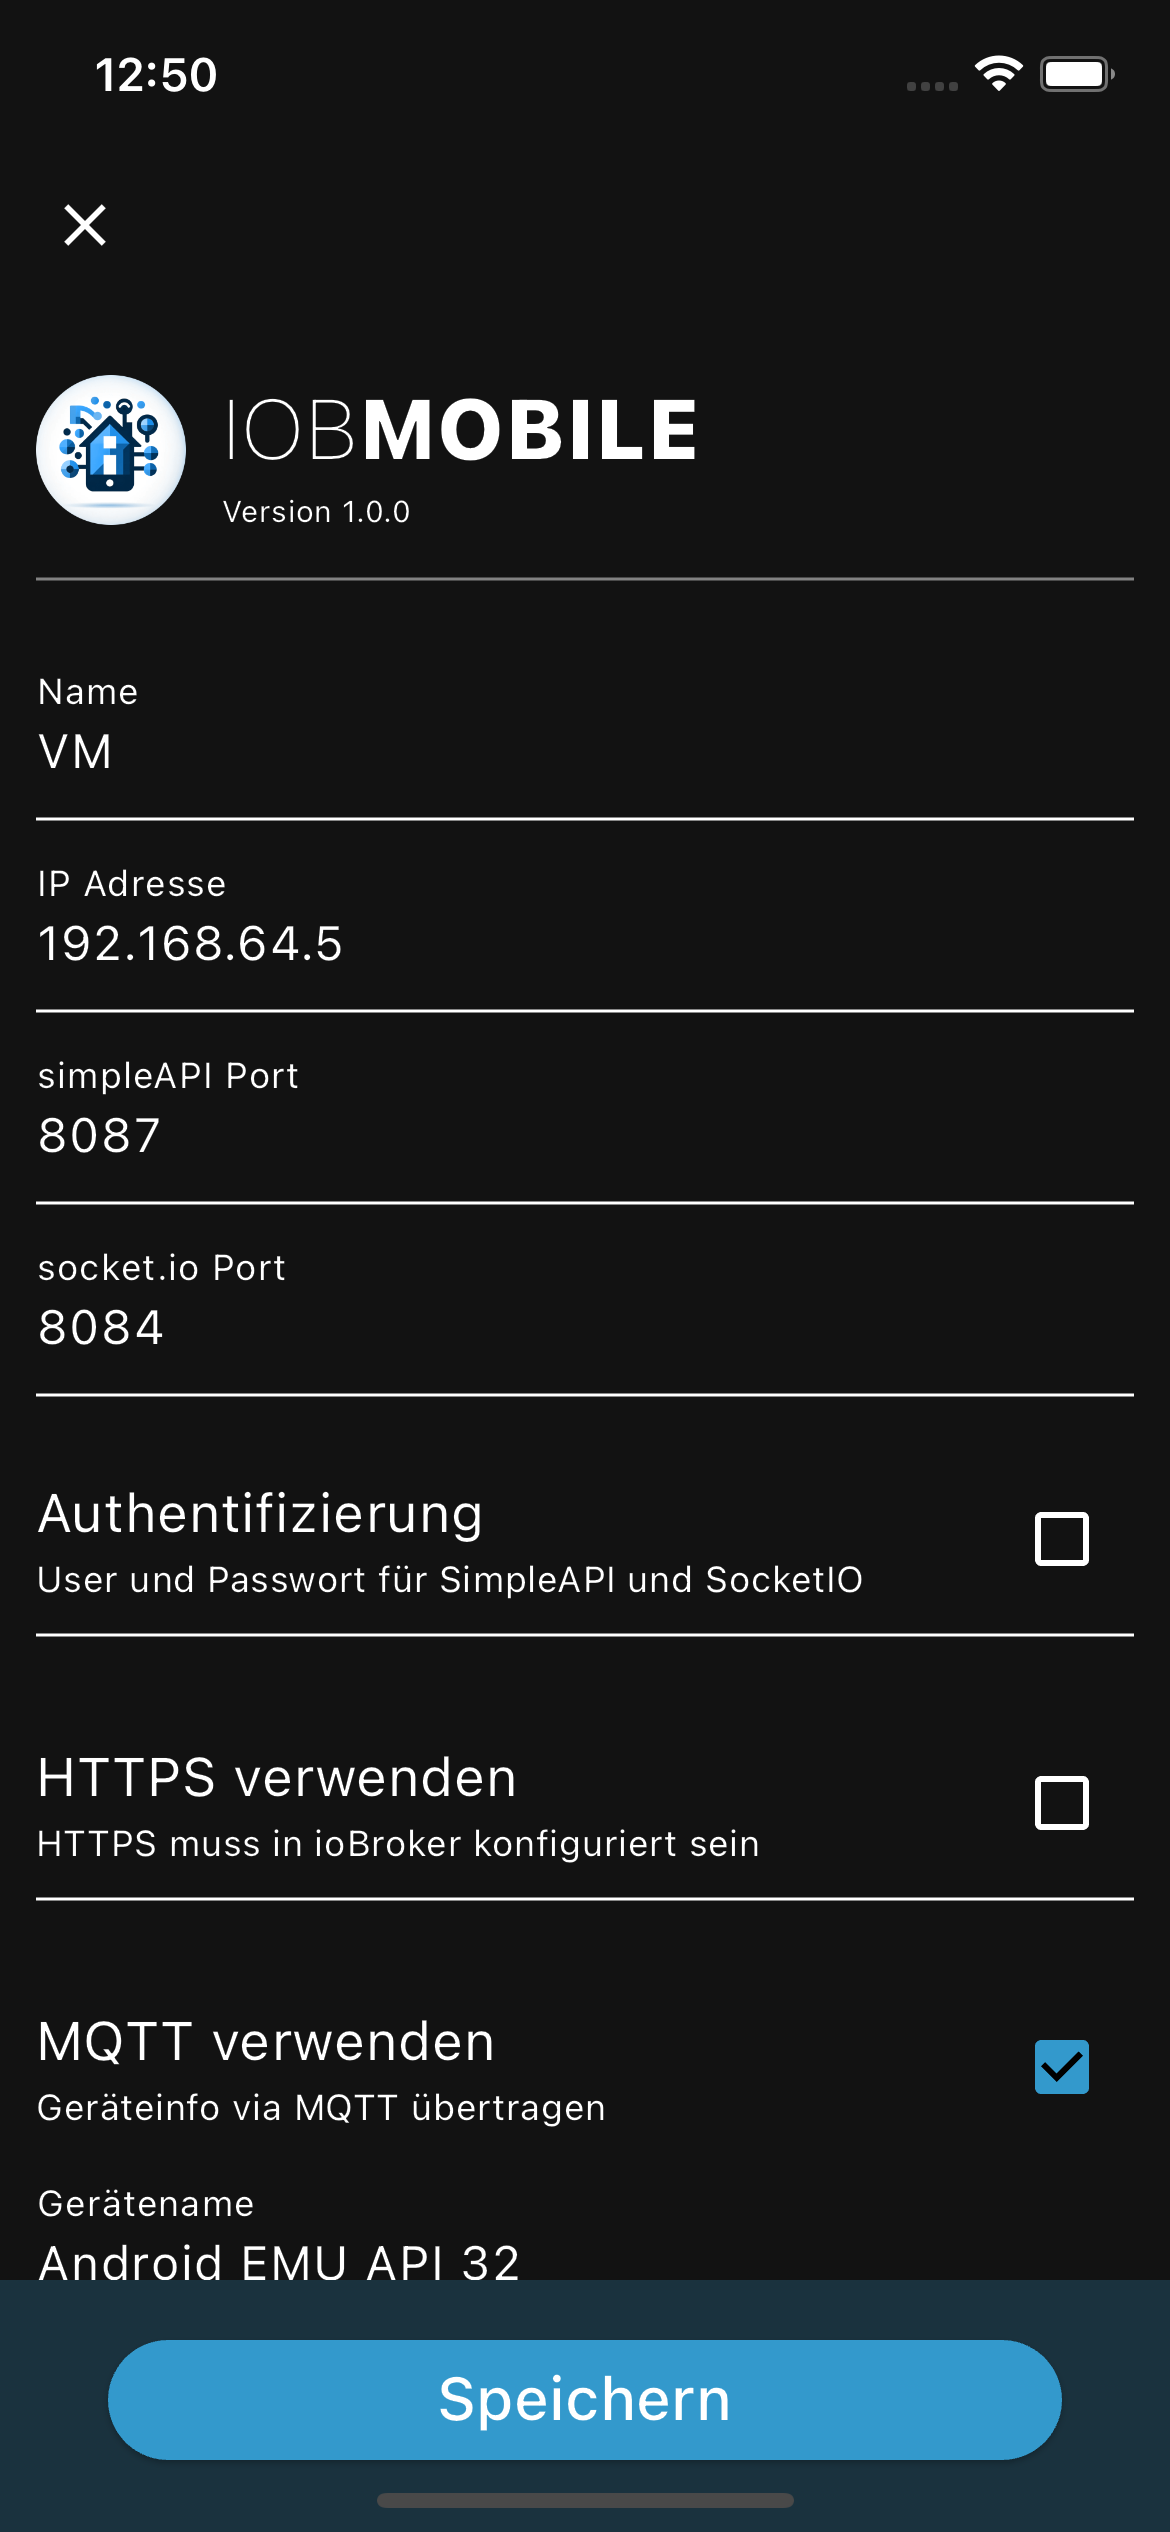 12:50
IOBMOBILE
Version 1.0.0
Name
VM
IP Adresse
192.168.64.5
simpleAPI Port
8087
socket.io Port
8084
Authentifizierung
User und Passwort für SimpleAPI und SocketIO
HTTPS verwenden
HTTPS muss in ioBroker konfiguriert sein
MQTT verwenden
Geräteinfo via MQTT übertragen
Gerätename
Android EMU API 32
Speichern